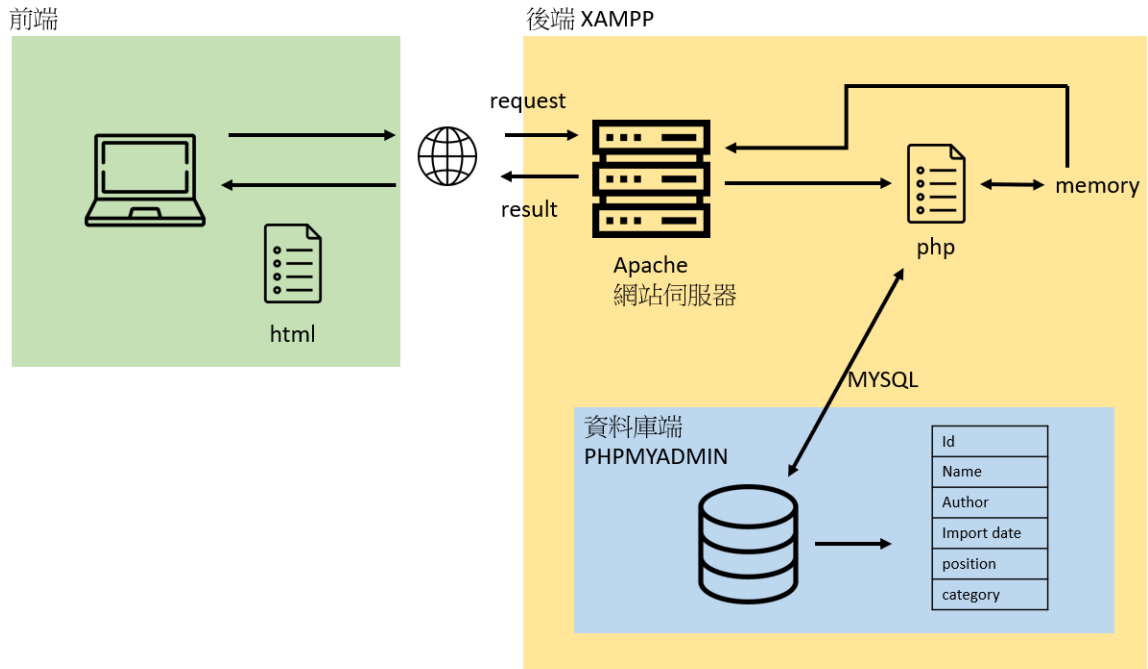 前端
後端 XAMPP
request
result
html
Apache
網站伺服器
php
memory
MYSQL
資料庫端
PHPMYADMIN
Id
Name
Author
Import date
position
category